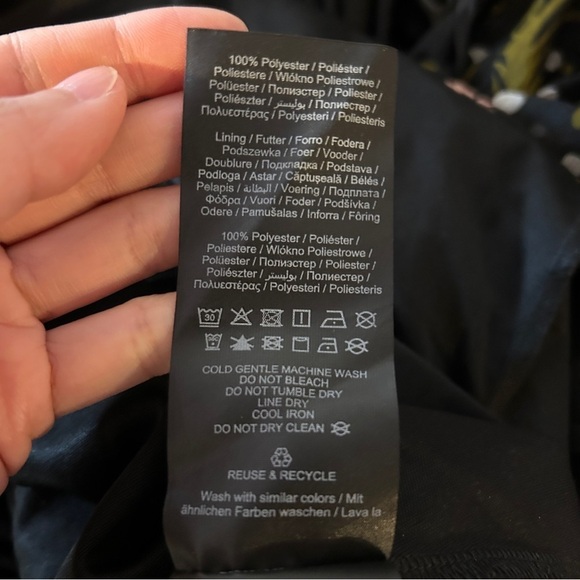 100% Polyester / Poliéster /
Poliestere / Włókno Poliestrowe /
Polüester / Полиэстер / Poliester /
Poliészter / بوليستر / Полиестер /
Πολυεστέρας / Polyesteri / Poliesteris
Lining / Futter / Forro / Fodera /
Podszewka / Foer / Vooder /
Doublure / Подкладка / Podstava /
Podloga / Astar / Căptușeală / Bélés /
Pelapis / البطانة / Voering / Подплата /
Φόδρα / Vuori / Foder / Podšívka /
Odere / Pamušalas / Inforra / Fôring
100% Polyester / Poliéster /
Poliestere / Włókno Poliestrowe /
Polüester / Полиэстер / Poliester /
Poliészter / بوليستر / Полиестер /
Πολυεστέρας / Polyesteri / Poliesteris
30
COLD GENTLE MACHINE WASH
DO NOT BLEACH
DO NOT TUMBLE DRY
LINE DRY
COOL IRON
DO NOT DRY CLEAN
REUSE & RECYCLE
Wash with similar colors / Mit
ähnlichen Farben waschen / Lava la